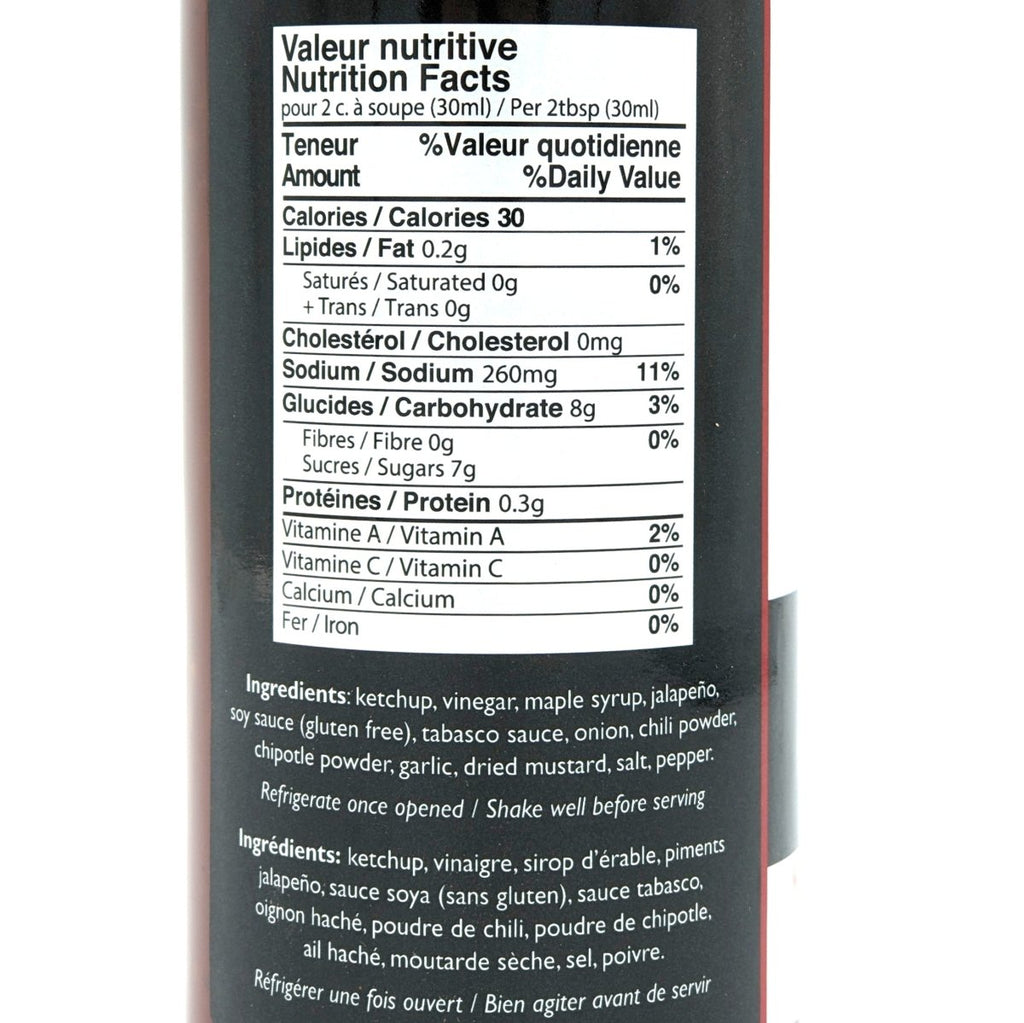 Valeur nutritive
Nutrition Facts
pour 2 c. à soupe (30ml) / Per 2tbsp (30ml)
Teneur %Valeur quotidienne
Amount %Daily Value
Calories / Calories 30
Lipides / Fat 0.2g 1%
Saturés / Saturated 0g 0%
+ Trans / Trans 0g
Cholestérol / Cholesterol 0mg
Sodium / Sodium 260mg 11%
Glucides / Carbohydrate 8g 3%
Fibres / Fibre 0g 0%
Sucres / Sugars 7g
Protéines / Protein 0.3g
Vitamine A / Vitamin A 2%
Vitamine C / Vitamin C 0%
Calcium / Calcium 0%
Fer / Iron 0%
Ingredients: ketchup, vinegar, maple syrup, jalapeño,
soy sauce (gluten free), tabasco sauce, onion, chili powder,
chipotle powder, garlic, dried mustard, salt, pepper.
Refrigerate once opened / Shake well before serving
Ingrédients: ketchup, vinaigre, sirop d'érable, piments
jalapeño, sauce soya (sans gluten), sauce tabasco,
oignon haché, poudre de chili, poudre de chipotle,
ail haché, moutarde sèche, sel, poivre.
Réfrigérer une fois ouvert / Bien agiter avant de servir